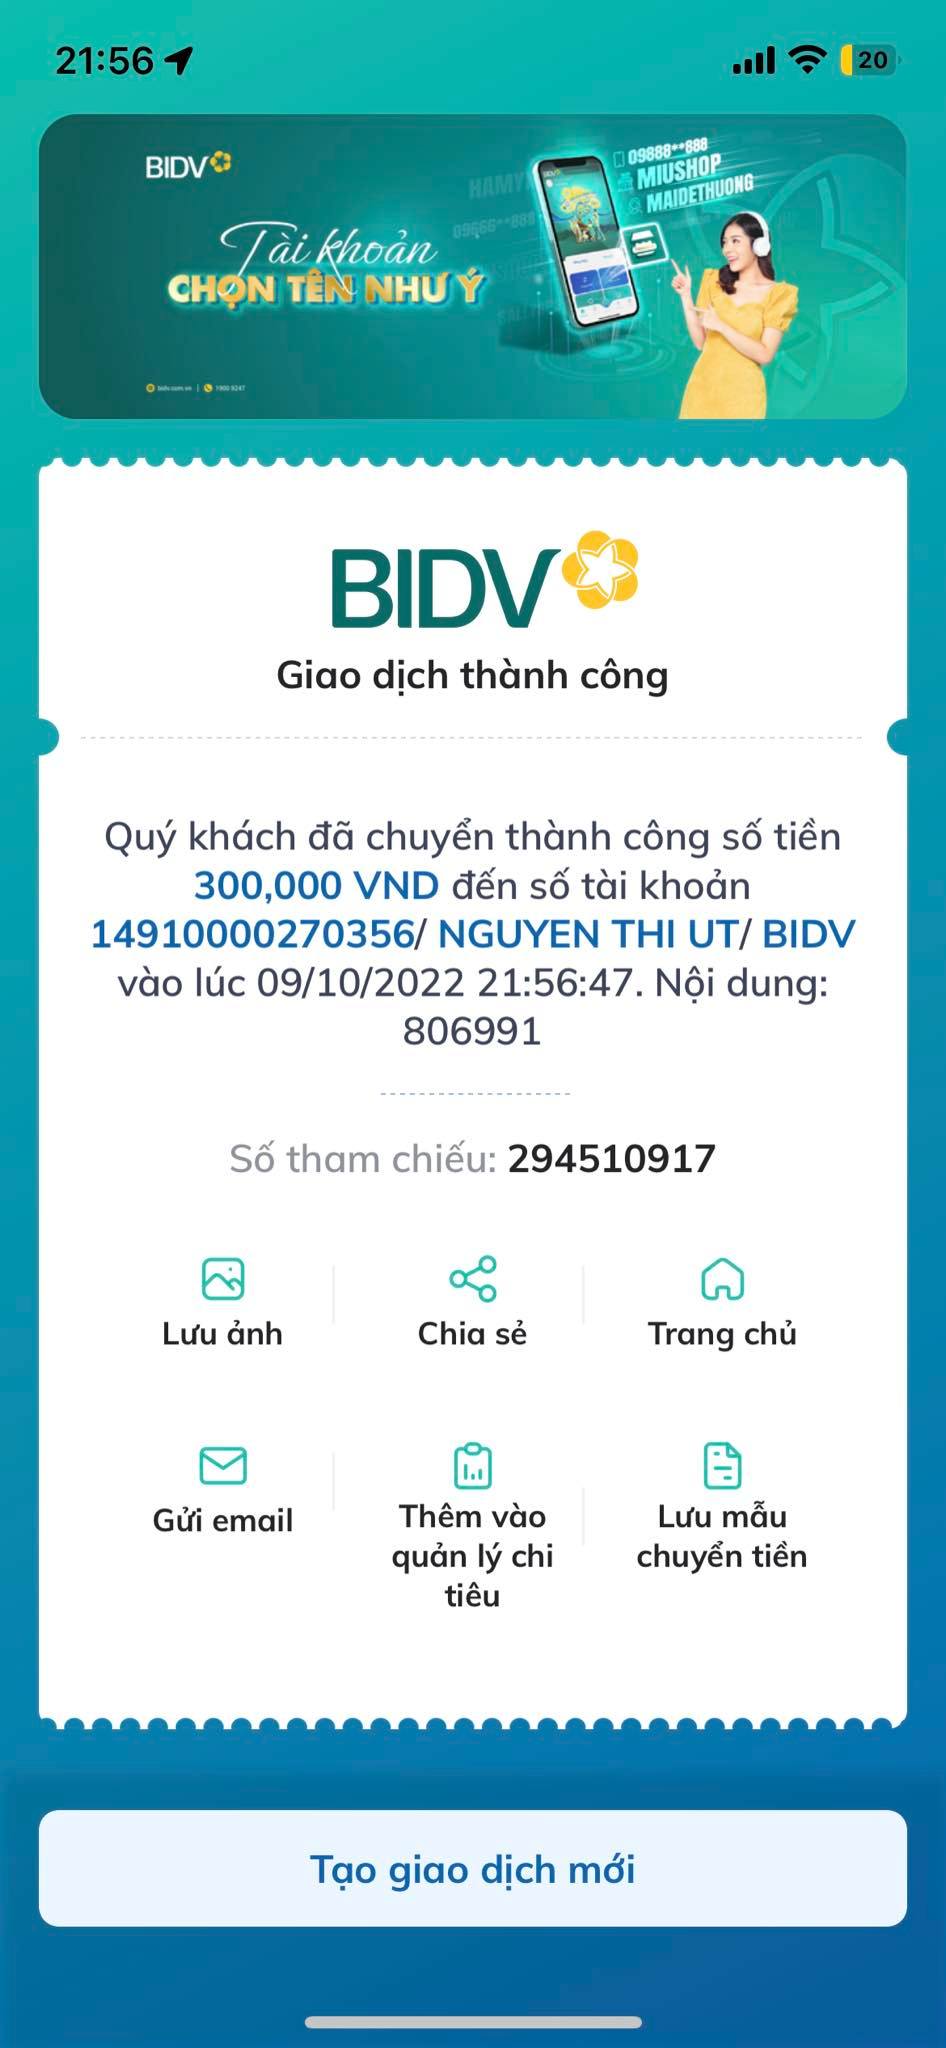 21:56
20
BIDV
Tài khoản
CHỌN TÊN NHƯ Ý
09888**888
MIUSHOP
MAIDETHUONG
09666**888
bidv.com.vn | 1900 9247
BIDV
Giao dịch thành công
Quý khách đã chuyển thành công số tiền
300,000 VND đến số tài khoản
14910000270356/ NGUYEN THI UT/ BIDV
vào lúc 09/10/2022 21:56:47. Nội dung:
806991
Số tham chiếu: 294510917
Lưu ảnh
Chia sẻ
Trang chủ
Gửi email
Thêm vào
quản lý chi
tiêu
Lưu mẫu
chuyển tiền
Tạo giao dịch mới